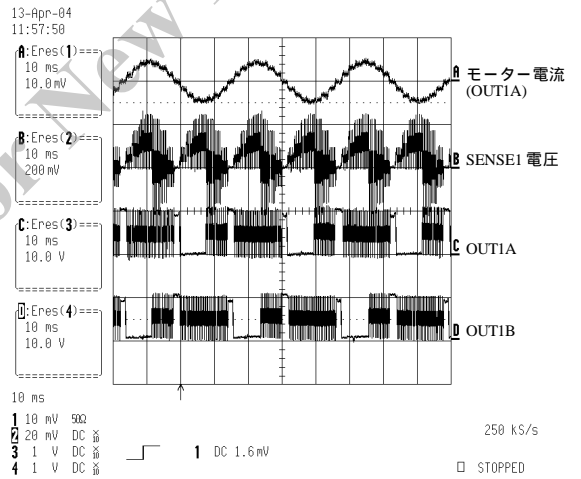 13-Apr-04
11:57:50
A:Eres(1)
10 ms
10.0mV
B:Eres(2)
10 ms
200mV
C:Eres(3)
10 ms
10.0 V
D:Eres(4)
10 ms
10.0 V
A モーター電流
(OUT1A)
B SENSE1 電圧
C OUT1A
D OUT1B
10 ms
1 10 mV 50Ω
2 20 mV DC
3 1 V DC
4 1 V DC
1 DC 1.6mV
250 kS/s
STOPPED
or New